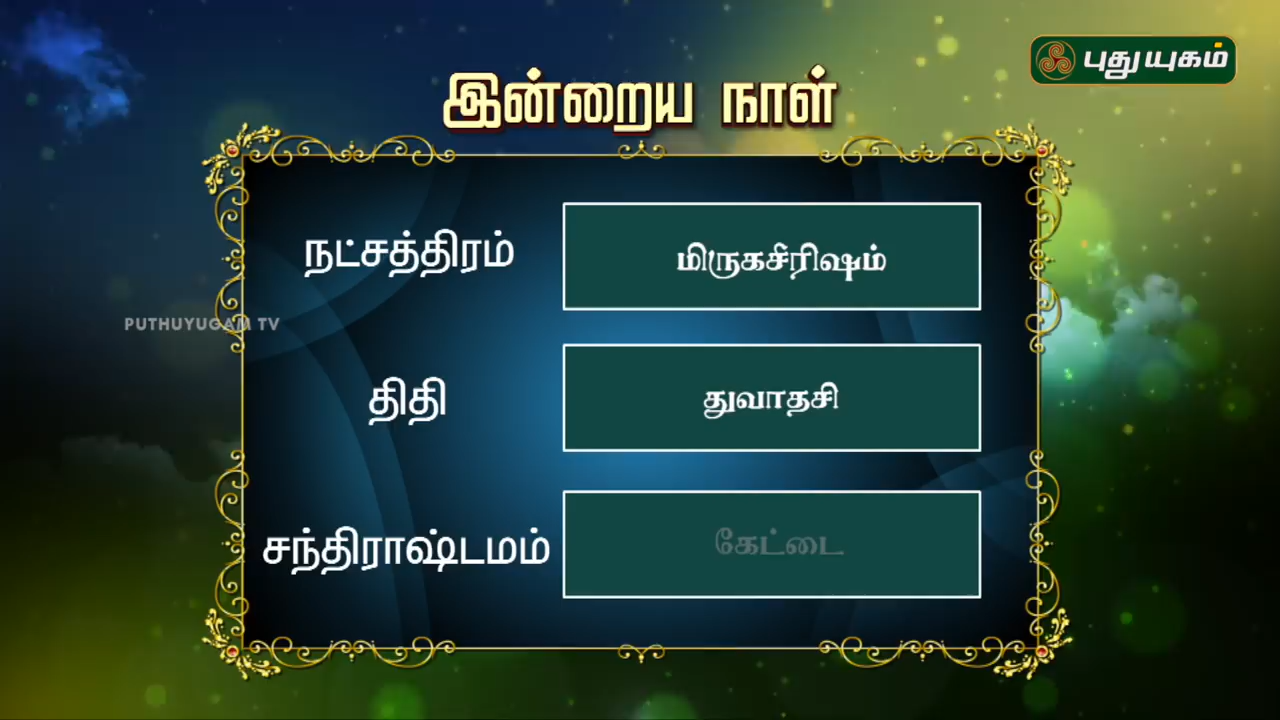 புதுயுகம்
இன்றைய நாள்
நட்சத்திரம்
மிருகசீரிஷம்
PUTHUYUGAM TV
திதி
துவாதசி
சந்திராஷ்டமம்
கேட்டை